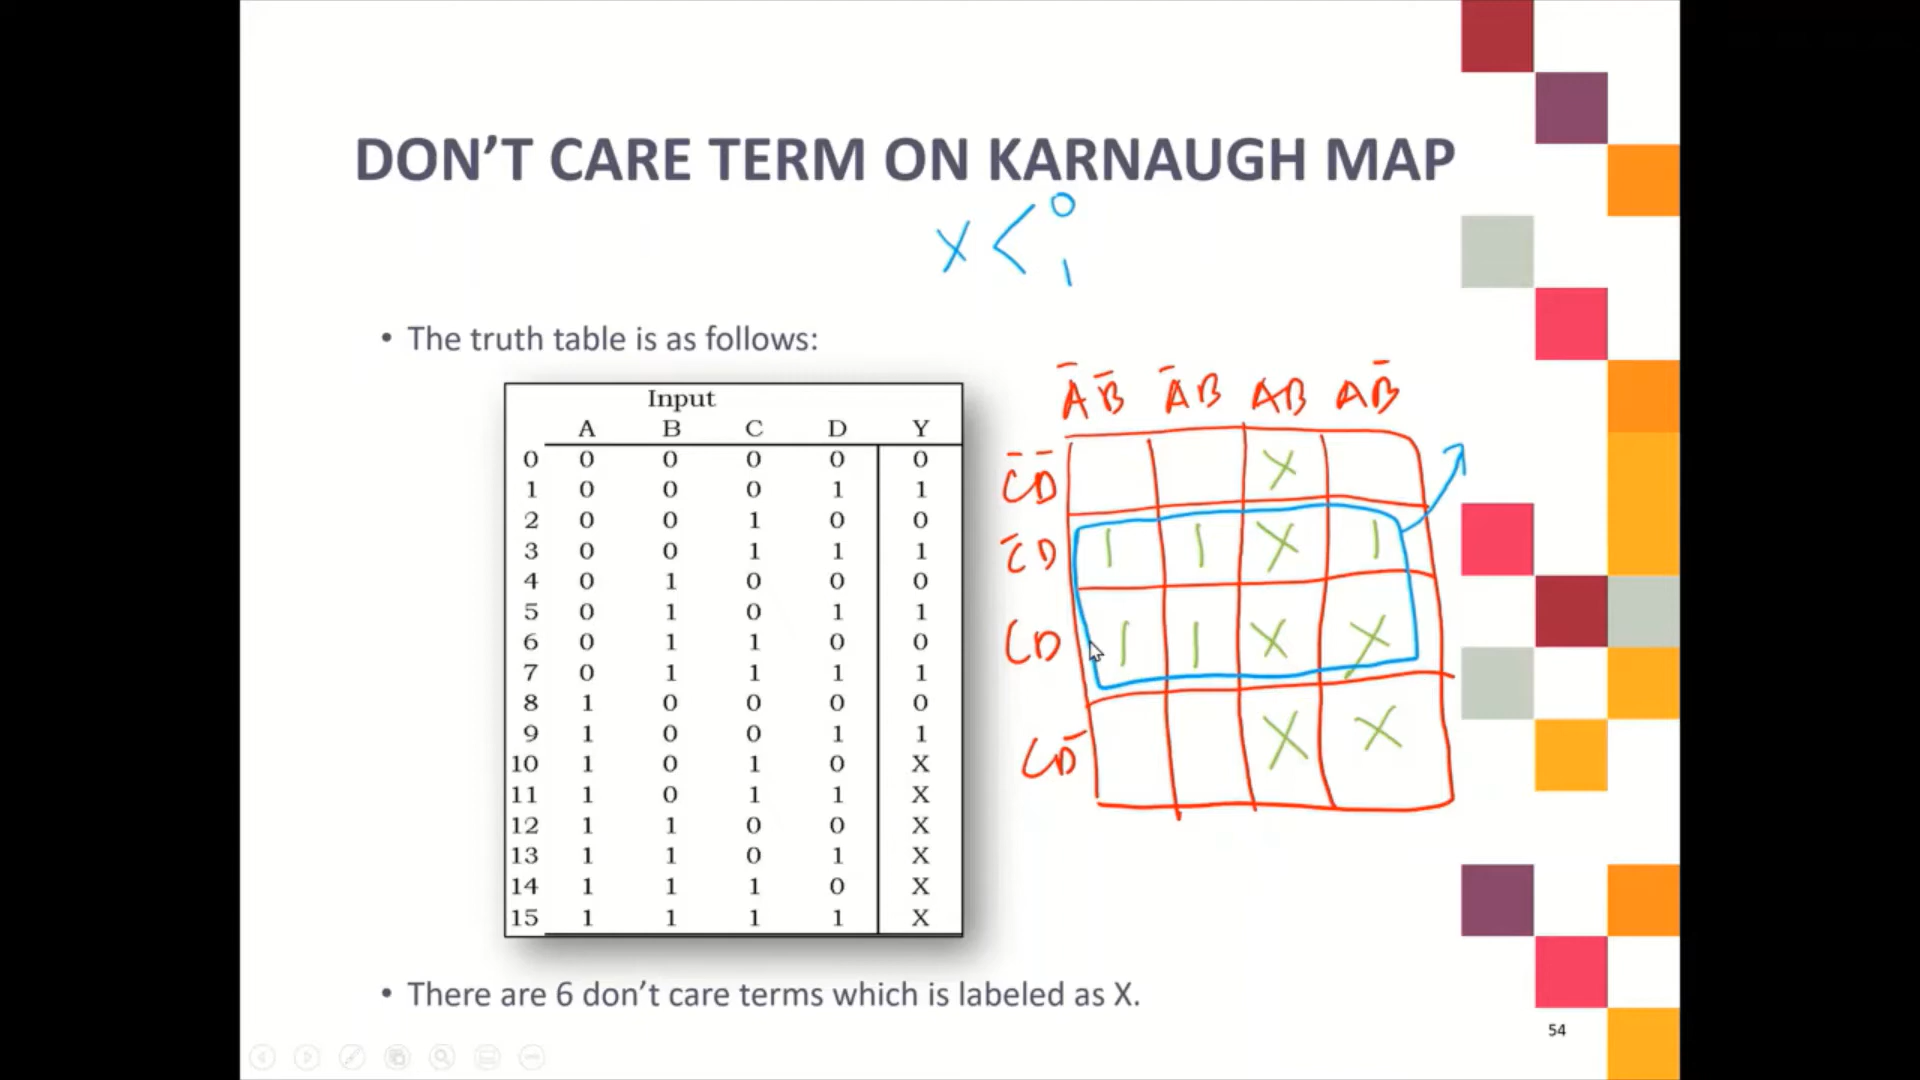 DON'T CARE TERM ON KARNAUGH MAP
X < 0
1
• The truth table is as follows:
Input
A B C D Y
0 0 0 0 0 0
1 0 0 0 1 1
2 0 0 1 0 0
3 0 0 1 1 1
4 0 1 0 0 0
5 0 1 0 1 1
6 0 1 1 0 0
7 0 1 1 1 1
8 1 0 0 0 0
9 1 0 0 1 1
10 1 0 1 0 X
11 1 0 1 1 X
12 1 1 0 0 X
13 1 1 0 1 X
14 1 1 1 0 X
15 1 1 1 1 X
A̅B̅ A̅B AB AB̅
C̅D̅ X
C̅D 1 1 X 1
CD 1 1 X X
CD̅ X X
• There are 6 don't care terms which is labeled as X.
54